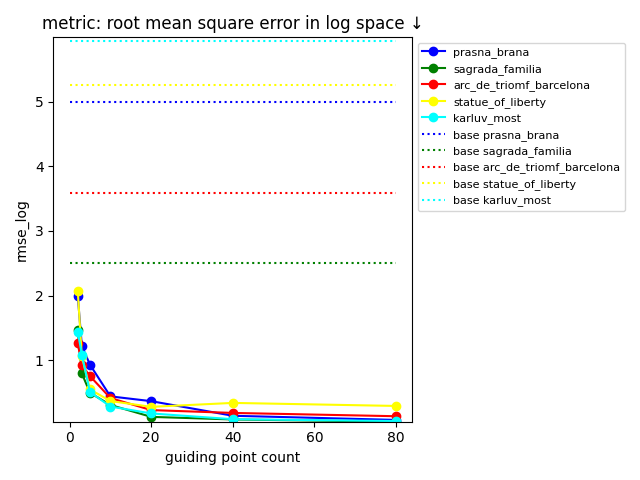 metric: root mean square error in log space ↓
rmse_log
5
4
3
2
1
0
20
40
60
80
guiding point count
prasna_brana
sagrada_familia
arc_de_triomf_barcelona
statue_of_liberty
karluv_most
base prasna_brana
base sagrada_familia
base arc_de_triomf_barcelona
base statue_of_liberty
base karluv_most